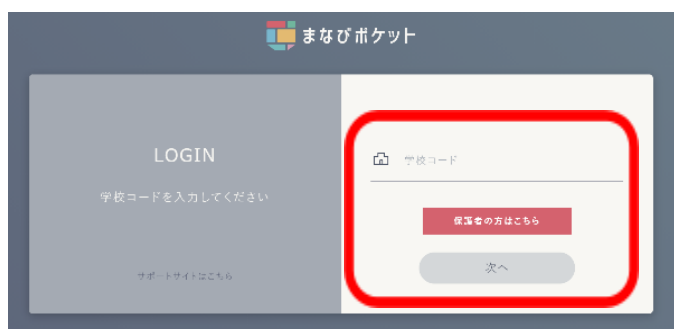 まなびポケット
LOGIN
学校コードを入力してください
サポートサイトはこちら
学校コード
保護者の方はこちら
次へ